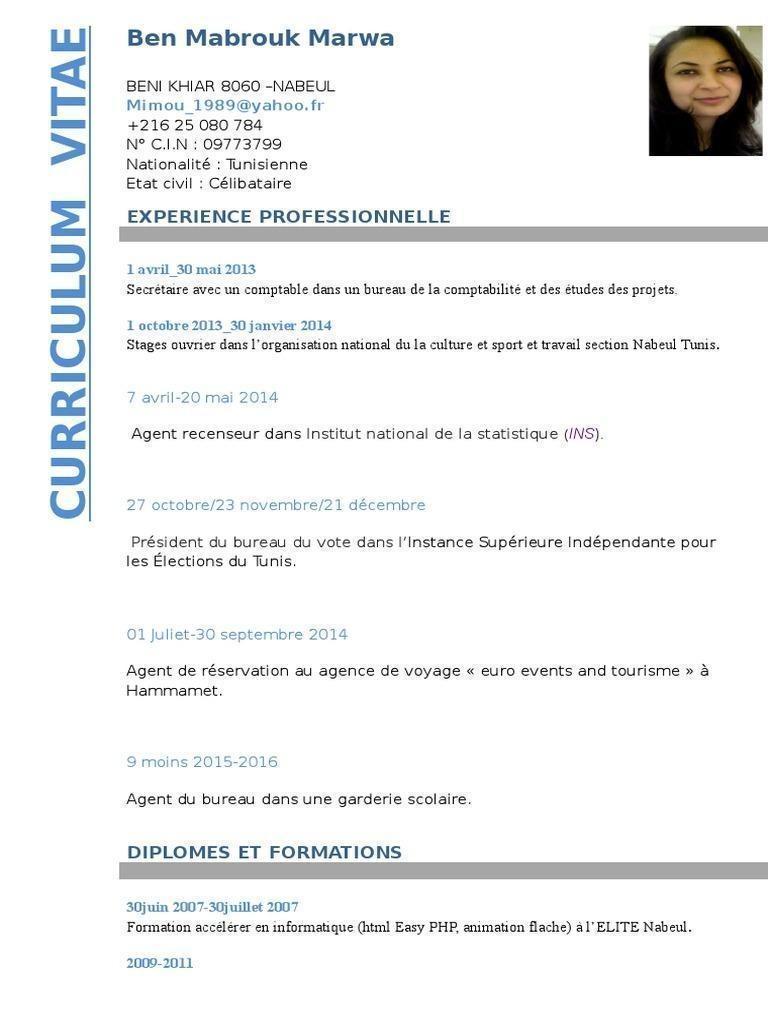 CURRICULUM VITAE
Ben Mabrouk Marwa
BENI KHIAR 8060 –NABEUL
Mimou_1989@yahoo.fr
+216 25 080 784
N° C.I.N : 09773799
Nationalité : Tunisienne
Etat civil : Célibataire
EXPERIENCE PROFESSIONNELLE
1 avril_30 mai 2013
Secrétaire avec un comptable dans un bureau de la comptabilité et des études des projets.
1 octobre 2013_30 janvier 2014
Stages ouvrier dans l’organisation national du la culture et sport et travail section Nabeul Tunis.
7 avril-20 mai 2014
Agent recenseur dans Institut national de la statistique (INS).
27 octobre/23 novembre/21 décembre
Président du bureau du vote dans l’Instance Supérieure Indépendante pour
les Élections du Tunis.
01 Juliet-30 septembre 2014
Agent de réservation au agence de voyage « euro events and tourisme » à
Hammamet.
9 moins 2015-2016
Agent du bureau dans une garderie scolaire.
DIPLOMES ET FORMATIONS
30juin 2007-30juillet 2007
Formation accélérer en informatique (html Easy PHP, animation flache) à l’ELITE Nabeul.
2009-2011